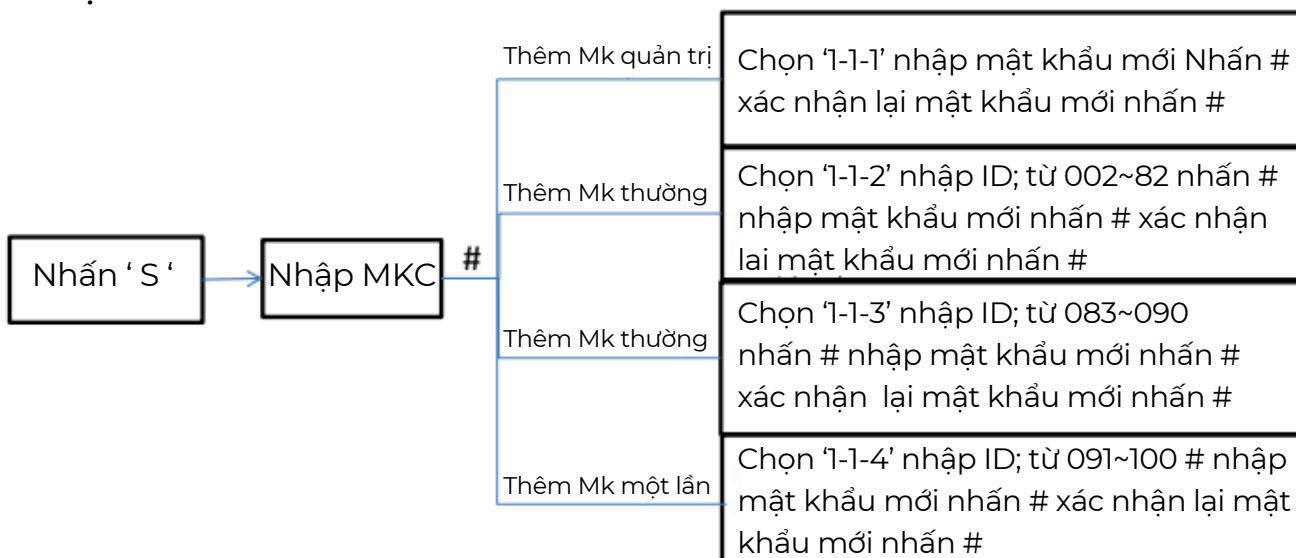 Nhấn ‘ S ‘
Nhập MKC
#
Thêm Mk quản trị
Chọn ‘1-1-1’ nhập mật khẩu mới Nhấn #
xác nhận lại mật khẩu mới nhấn #
Thêm Mk thường
Chọn ‘1-1-2’ nhập ID; từ 002~82 nhấn #
nhập mật khẩu mới nhấn # xác nhận
lai mật khẩu mới nhấn #
Thêm Mk thường
Chọn ‘1-1-3’ nhập ID; từ 083~090
nhấn # nhập mật khẩu mới nhấn #
xác nhận lại mật khẩu mới nhấn #
Thêm Mk một lần
Chọn ‘1-1-4’ nhập ID; từ 091~100 # nhập
mật khẩu mới nhấn # xác nhận lại mật
khẩu mới nhấn #